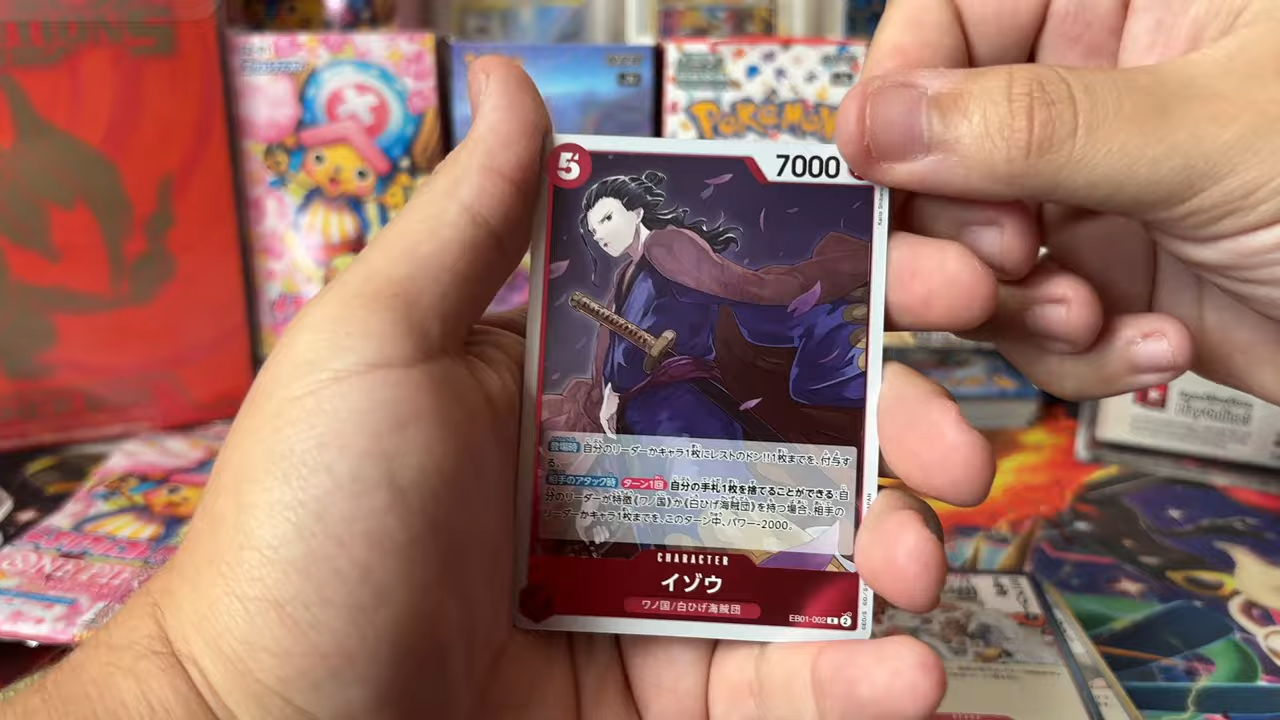 POKéMON
5
7000
登場時 自分のリーダーかキャラ1枚にレストのドン!!1枚までを、付与す
る。
相手のアタック時 ターン1回 自分の手札1枚を捨てることができる:自
分のリーダーが特徴《ワノ国》か《白ひげ海賊団》を持つ場合、相手の
リーダーかキャラ1枚までを、このターン中、パワー-2000。
CHARACTER
イゾウ
ワノ国/白ひげ海賊団
EB01-002 R 2